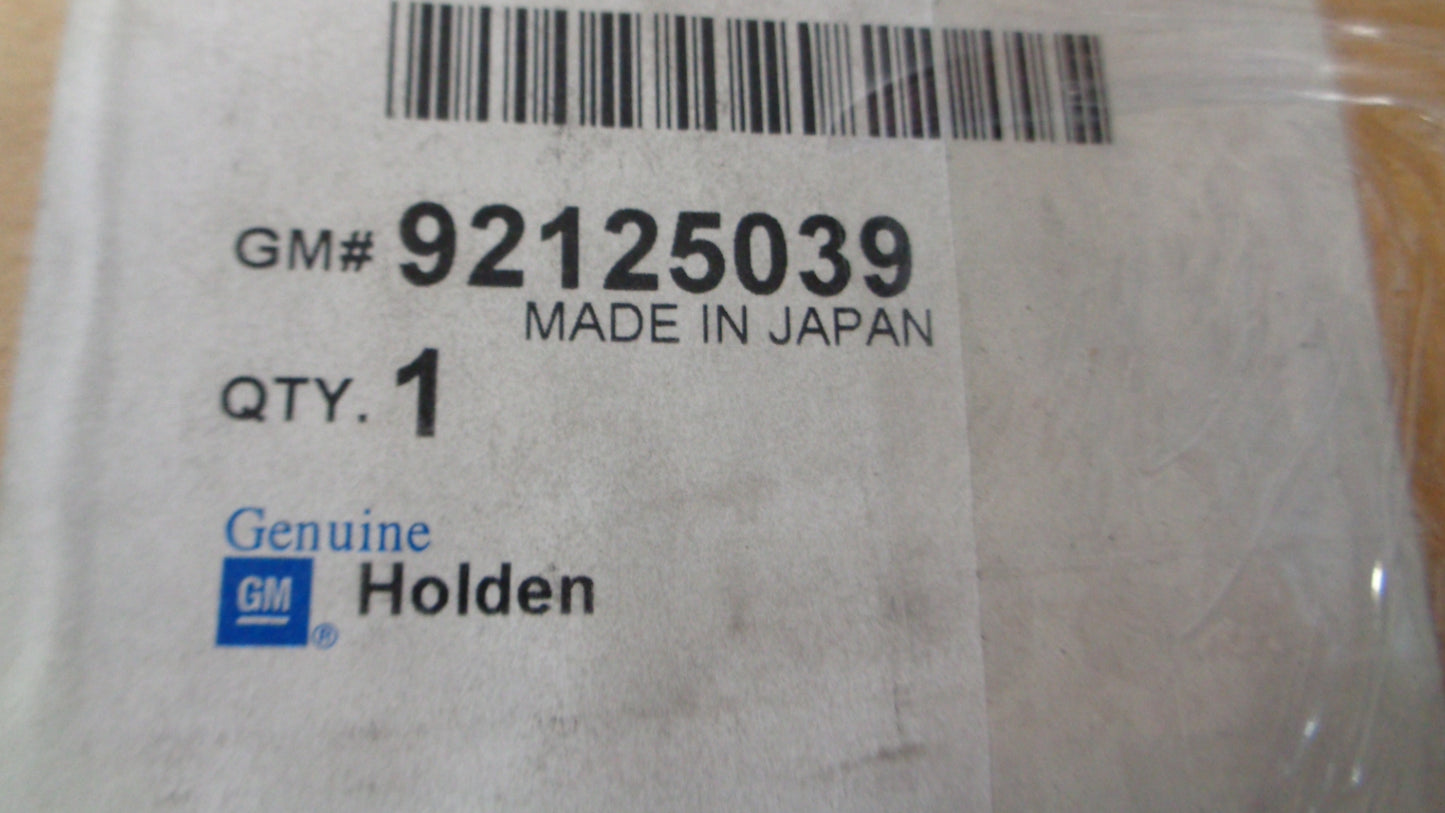 GM# 92125039
MADE IN JAPAN
QTY. 1
Genuine
GM® Holden